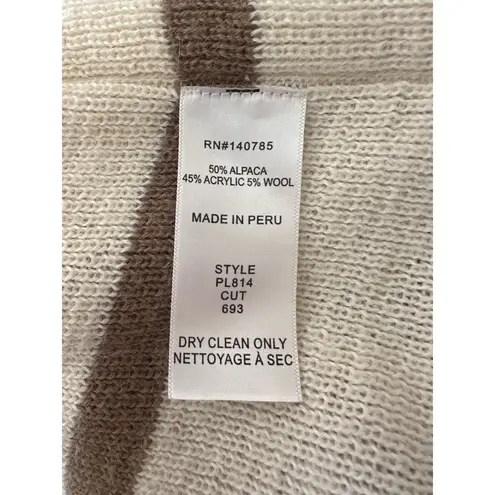 RN#140785
50% ALPACA
45% ACRYLIC 5% WOOL
MADE IN PERU
STYLE
PL814
CUT
693
DRY CLEAN ONLY
NETTOYAGE À SEC